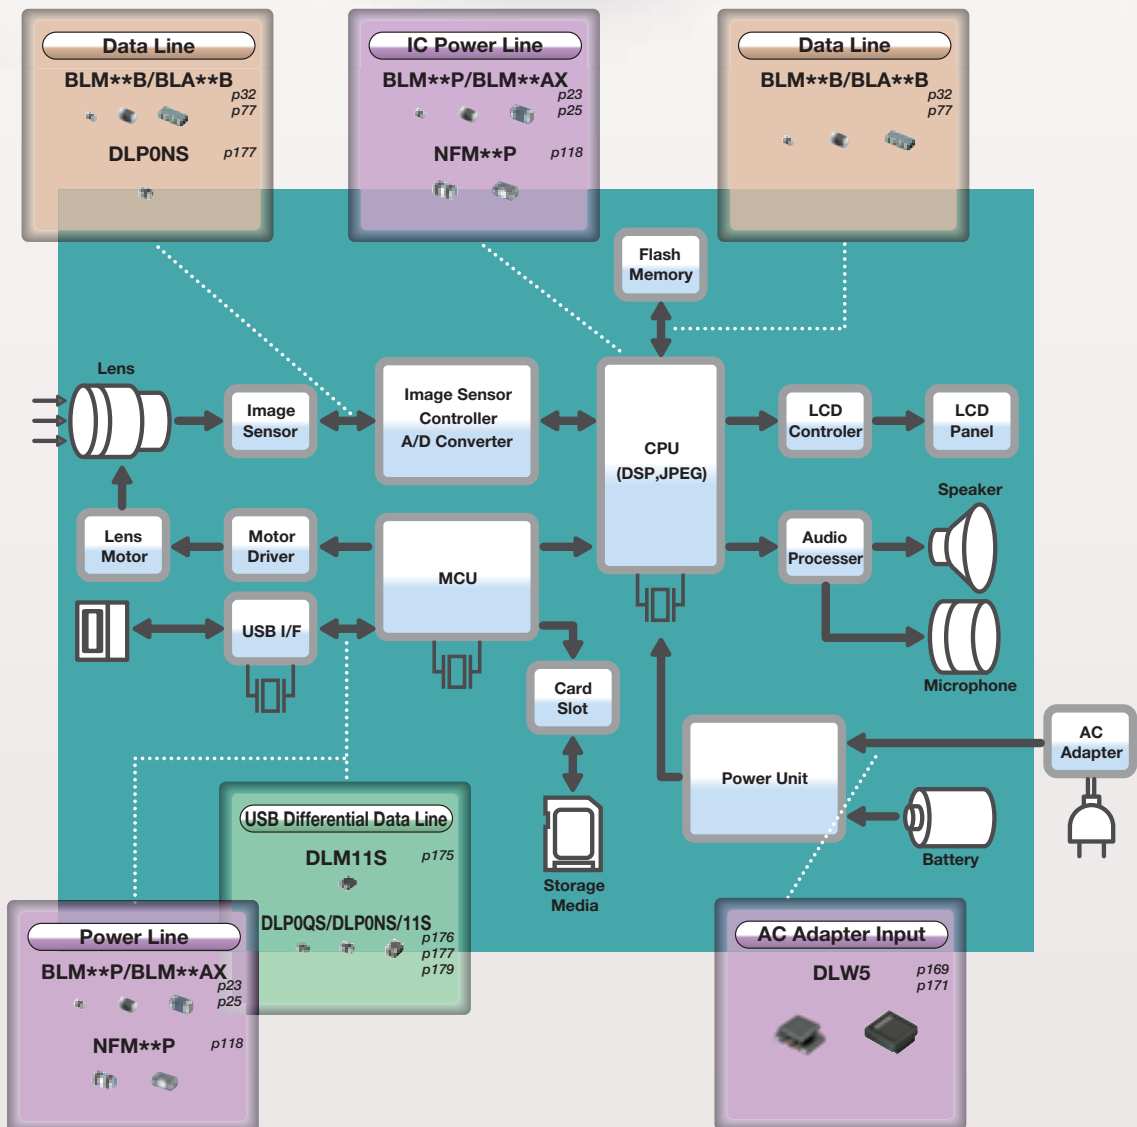 Data Line
BLM**B/BLA**B
p32
p77
DLP0NS
p177
IC Power Line
BLM**P/BLM**AX
p23
p25
NFM**P
p118
Data Line
BLM**B/BLA**B
p32
p77
Flash
Memory
Lens
Image
Sensor
Image Sensor
Controller
A/D Converter
CPU
(DSP,JPEG)
LCD
Controler
LCD
Panel
Speaker
Lens
Motor
Motor
Driver
MCU
Audio
Processer
USB I/F
Microphone
Card
Slot
Power Unit
AC
Adapter
Battery
Storage
Media
USB Differential Data Line
DLM11S
p175
DLP0QS/DLP0NS/11S
p176
p177
p179
Power Line
BLM**P/BLM**AX
p23
p25
NFM**P
p118
AC Adapter Input
DLW5
p169
p171